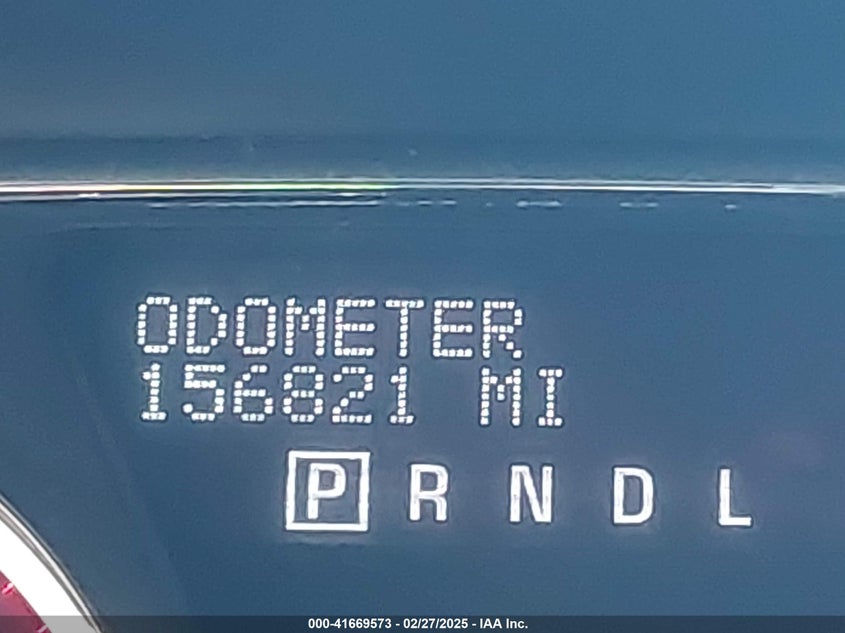 ODOMETER
156821 MI
P R N D L
000-41669573 - 02/27/2025 - IAA Inc.